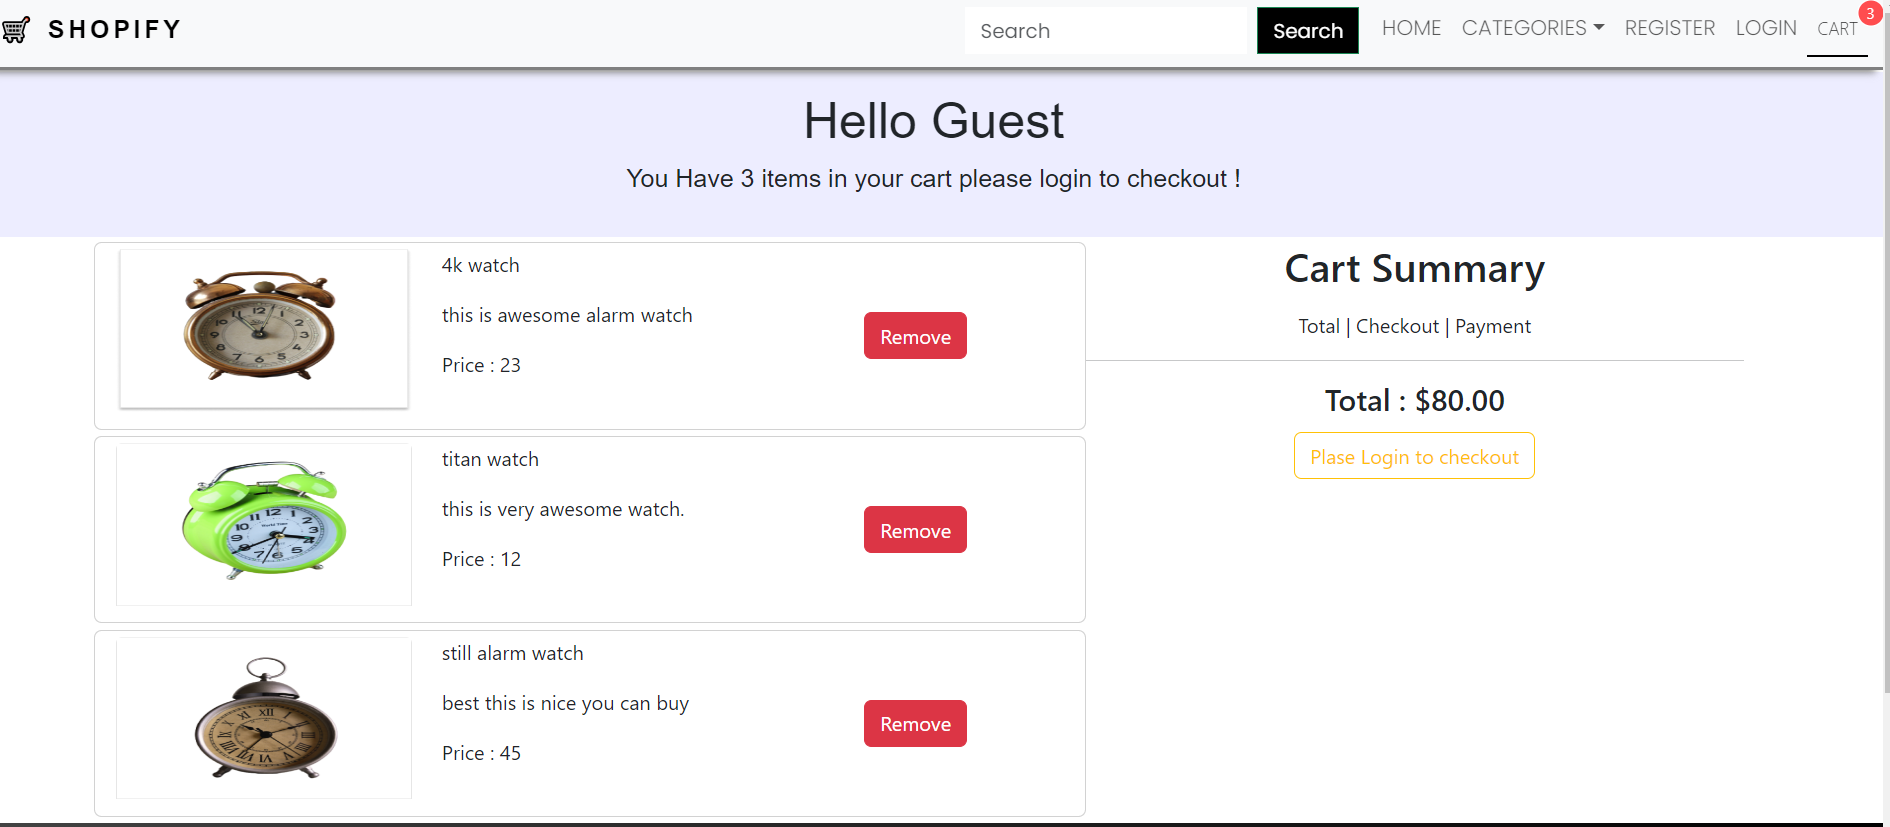 SHOPIFY
Search
Search
HOME
CATEGORIES
REGISTER
LOGIN
CART
3
Hello Guest
You Have 3 items in your cart please login to checkout !
4k watch
this is awesome alarm watch
Price : 23
Remove
titan watch
this is very awesome watch.
Price : 12
Remove
still alarm watch
best this is nice you can buy
Price : 45
Remove
Cart Summary
Total | Checkout | Payment
Total : $80.00
Plase Login to checkout